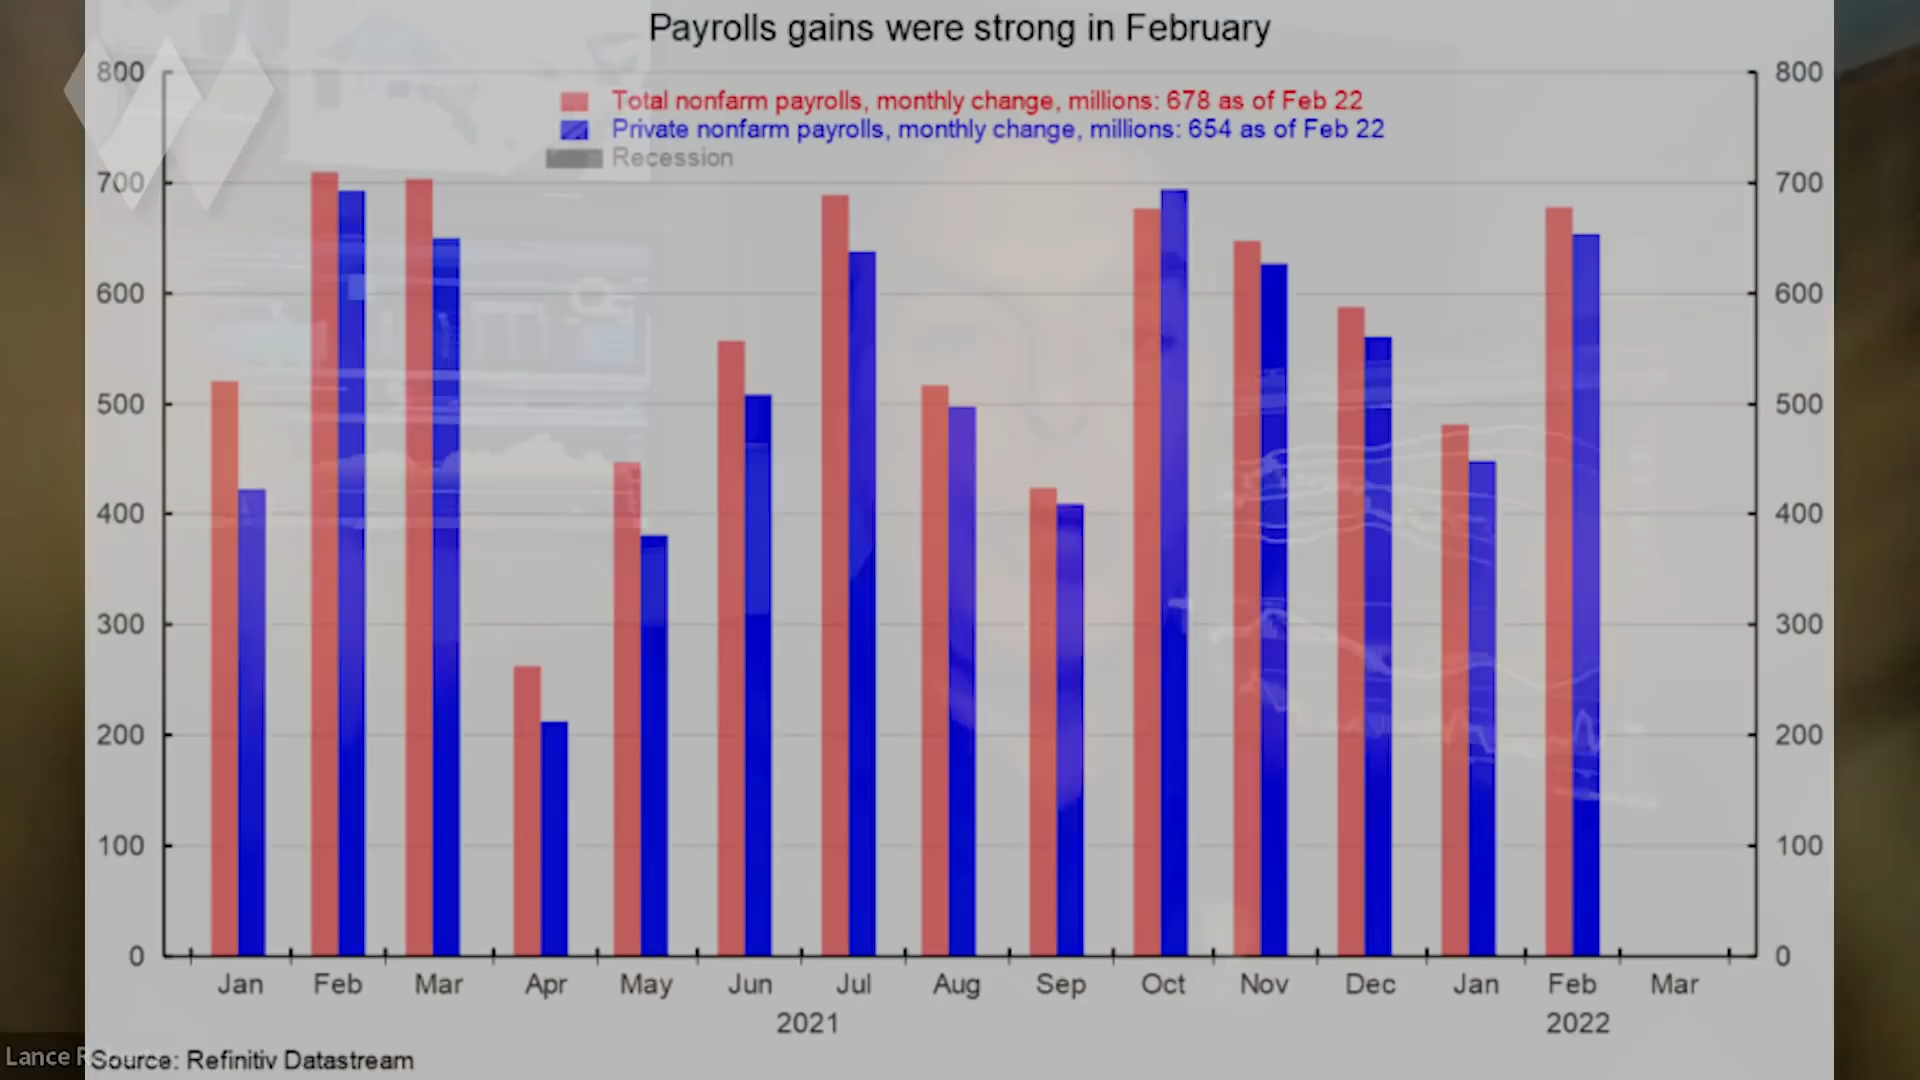 Payrolls gains were strong in February
800 800
Total nonfarm payrolls, monthly change, millions: 678 as of Feb 22
Private nonfarm payrolls, monthly change, millions: 654 as of Feb 22
Recession
700 700
600 600
500 500
400 400
300 300
200 200
100 100
0 0
Jan Feb Mar Apr May Jun Jul Aug Sep Oct Nov Dec Jan Feb Mar
2021 2022
Lance
Source: Refinitiv Datastream